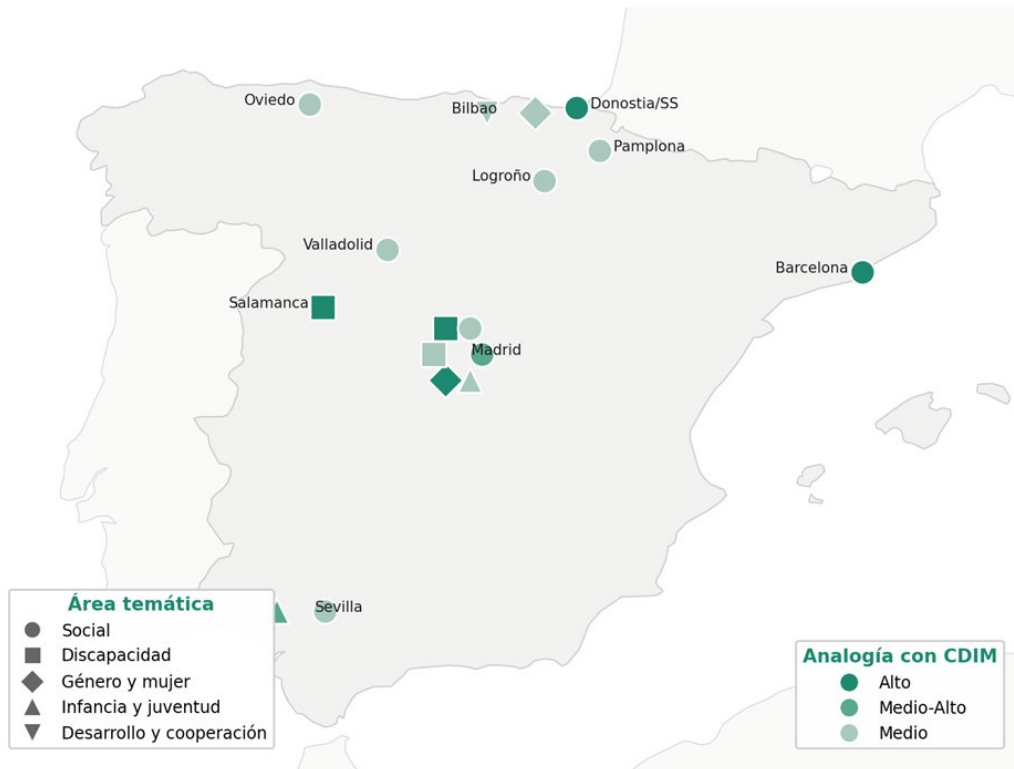 Oviedo
Bilbao
Donostia/SS
Pamplona
Logroño
Valladolid
Barcelona
Salamanca
Madrid
Sevilla
Área temática
Social
Discapacidad
Género y mujer
Infancia y juventud
Desarrollo y cooperación
Analogía con CDIM
Alto
Medio-Alto
Medio